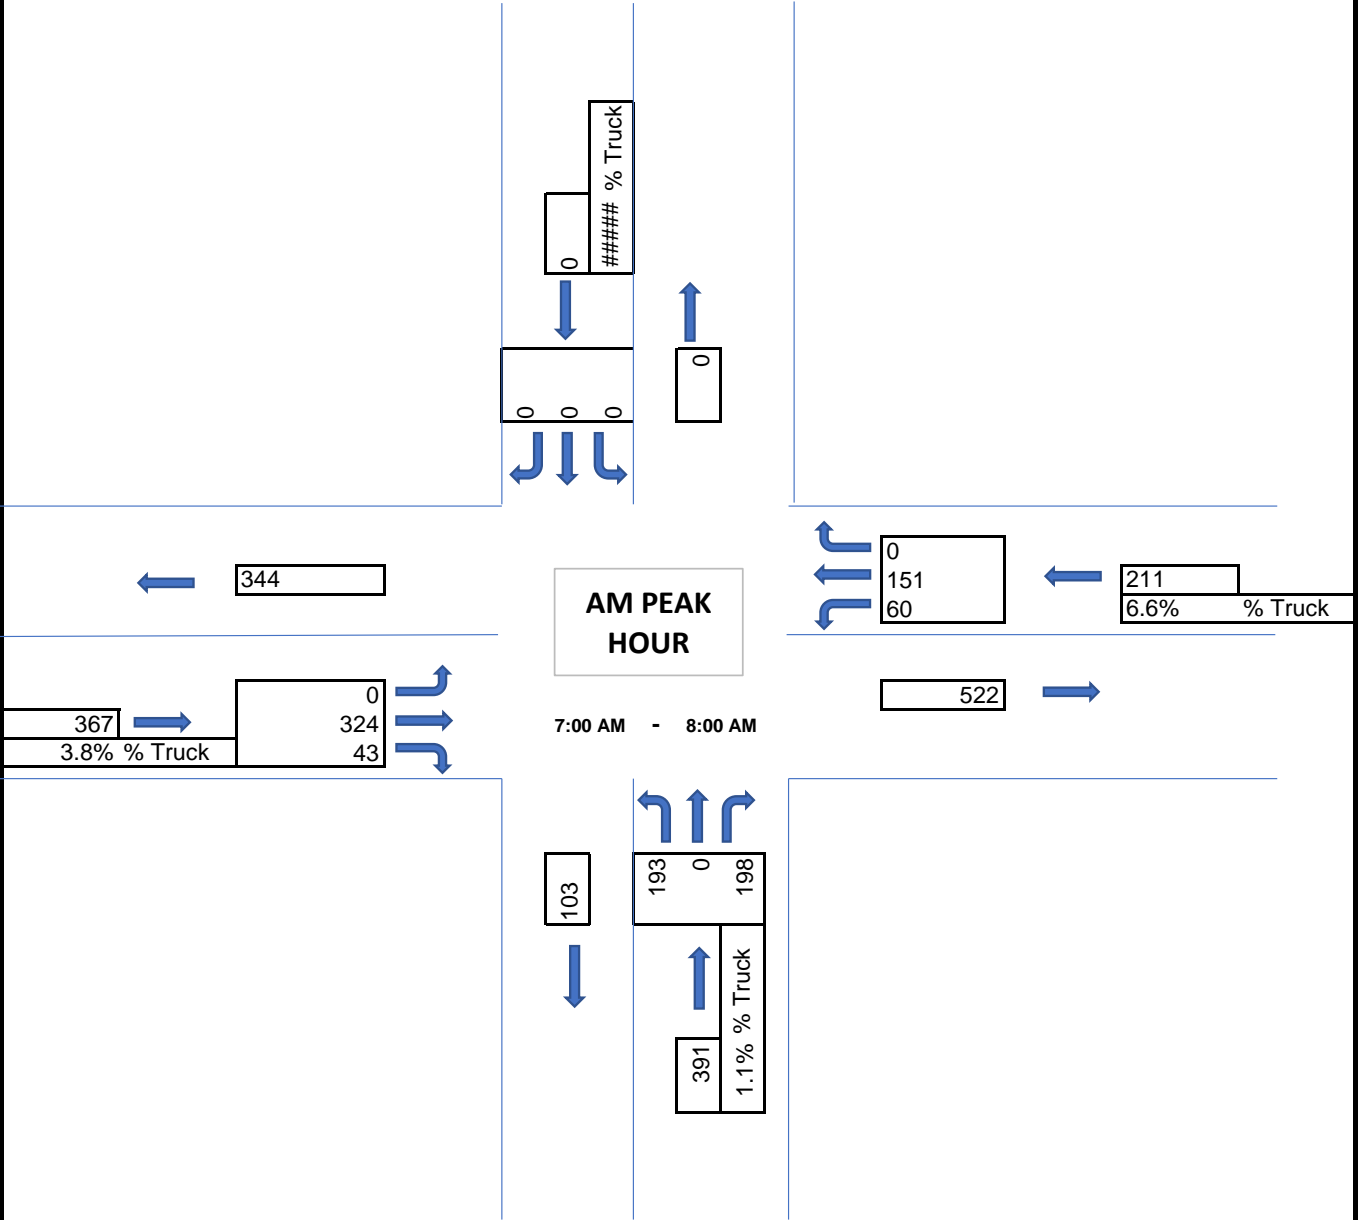 ##### % Truck
0
0
0 0 0
344
AM PEAK
HOUR
0
151
60
211
6.6% % Truck
0
324
43
367
3.8% % Truck
7:00 AM - 8:00 AM
522
103
193 0 198
391
1.1% % Truck